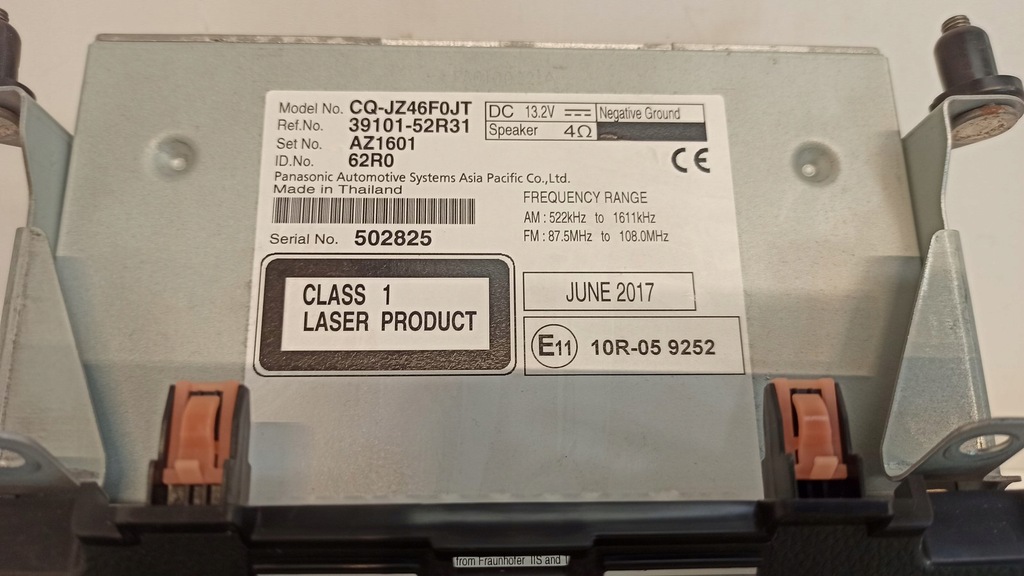 Model No. CQ-JZ46F0JT
Ref.No. 39101-52R31
Set No. AZ1601
ID.No. 62R0
DC 13.2V Negative Ground
Speaker 4Ω
CE
Panasonic Automotive Systems Asia Pacific Co.,Ltd.
Made in Thailand
Serial No. 502825
FREQUENCY RANGE
AM : 522kHz to 1611kHz
FM : 87.5MHz to 108.0MHz
CLASS 1
LASER PRODUCT
JUNE 2017
E11 10R-05 9252
from Fraunhofer IIS and